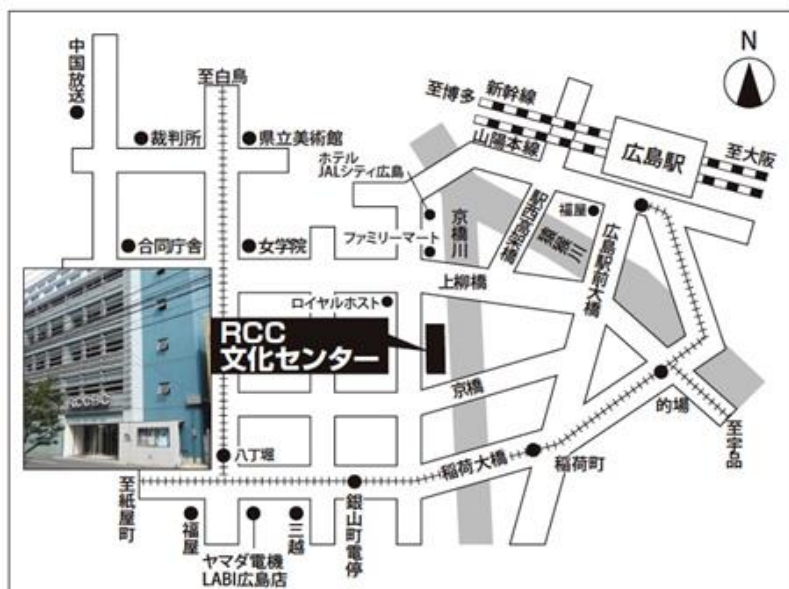 中国放送
至白鳥
裁判所
県立美術館
合同庁舎
女学院
ホテル
JALシティ広島
ファミリーマート
ロイヤルホスト
至博多
新幹線
山陽本線
広島駅
至大阪
N
京橋川
駅西高架橋
福屋
猿猴川
広島駅前大橋
上柳橋
RCC
文化センター
京橋
的場
至宇品
稲荷大橋
稲荷町
八丁堀
至紙屋町
福屋
ヤマダ電機
LABI広島店
三越
銀山町電停